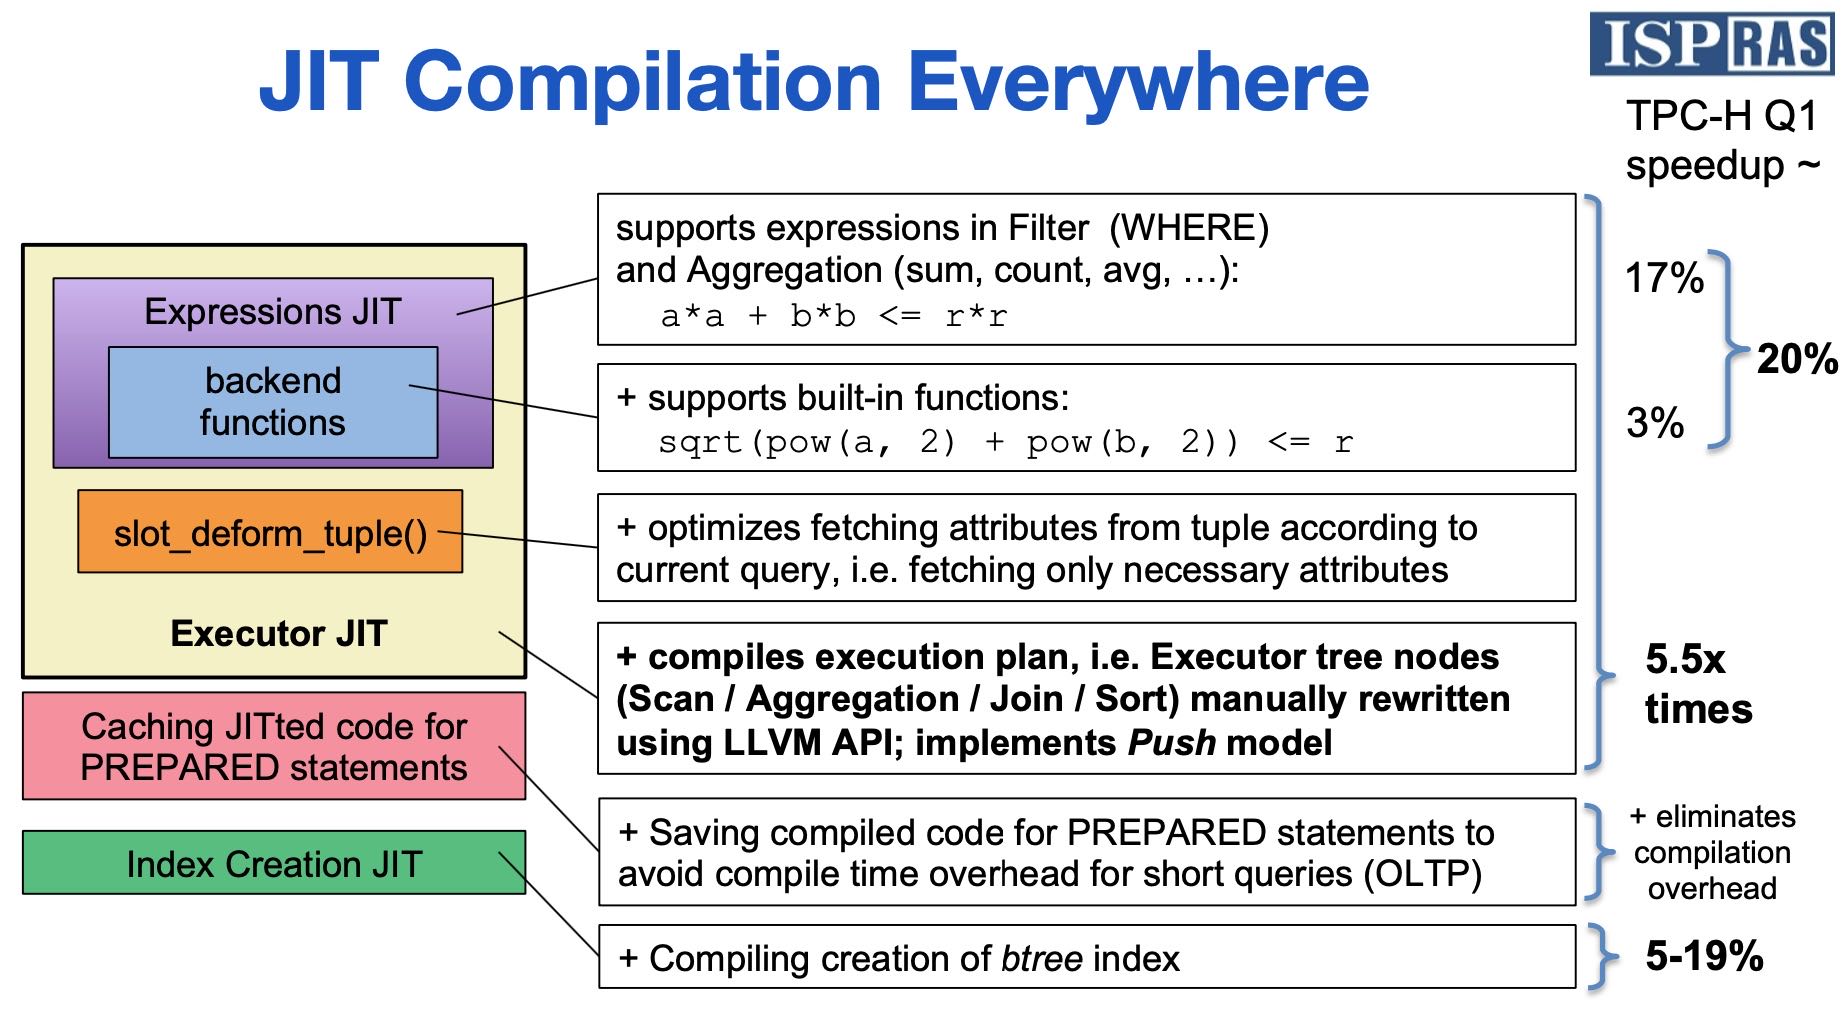 JIT Compilation Everywhere
ISP RAS
TPC-H Q1
speedup ~
Expressions JIT
backend
functions
slot_deform_tuple()
Executor JIT
Caching JITted code for
PREPARED statements
Index Creation JIT
supports expressions in Filter (WHERE)
and Aggregation (sum, count, avg, …):
a*a + b*b <= r*r
+ supports built-in functions:
sqrt(pow(a, 2) + pow(b, 2)) <= r
+ optimizes fetching attributes from tuple according to
current query, i.e. fetching only necessary attributes
+ compiles execution plan, i.e. Executor tree nodes
(Scan / Aggregation / Join / Sort) manually rewritten
using LLVM API; implements Push model
+ Saving compiled code for PREPARED statements to
avoid compile time overhead for short queries (OLTP)
+ Compiling creation of btree index
17%
3%
20%
5.5x
times
+ eliminates
compilation
overhead
5-19%